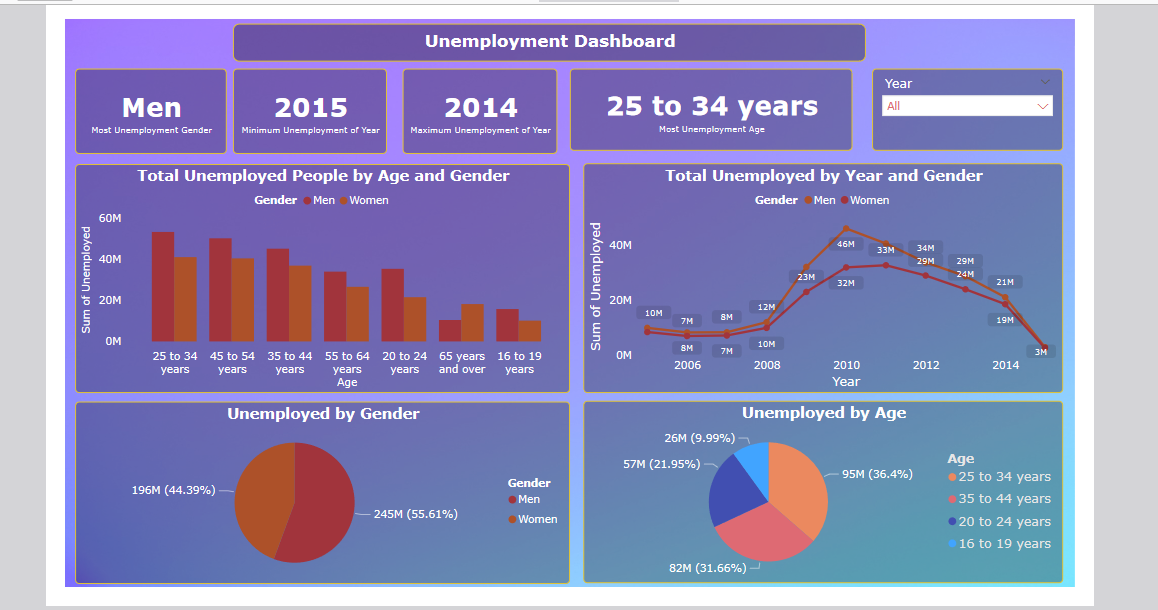 Unemployment Dashboard
Men
Most Unemployment Gender
2015
Minimum Unemployment of Year
2014
Maximum Unemployment of Year
25 to 34 years
Most Unemployment Age
Year
All
Total Unemployed People by Age and Gender
Gender Men Women
Sum of Unemployed
60M
40M
20M
0M
25 to 34 years
45 to 54 years
35 to 44 years
55 to 64 years
20 to 24 years
65 years and over
16 to 19 years
Age
Total Unemployed by Year and Gender
Gender Men Women
Sum of Unemployed
40M
20M
0M
10M
7M
8M
12M
23M
46M
33M
34M
29M
29M
24M
21M
8M
7M
10M
32M
19M
3M
2006
2008
2010
2012
2014
Year
Unemployed by Gender
196M (44.39%)
245M (55.61%)
Gender
Men
Women
Unemployed by Age
26M (9.99%)
57M (21.95%)
95M (36.4%)
82M (31.66%)
Age
25 to 34 years
35 to 44 years
20 to 24 years
16 to 19 years